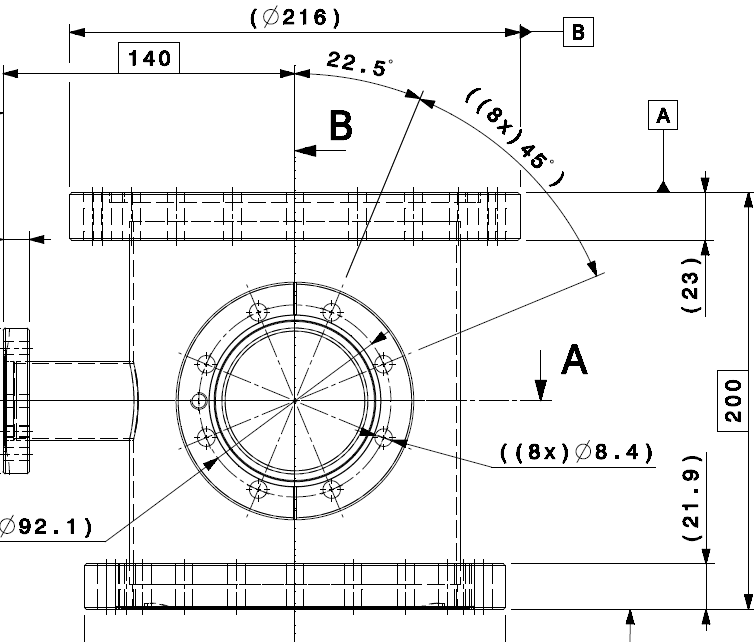 (∅216)
B
140
22.5°
((8x)45°)
B
A
(23)
A
200
((8x)∅8.4)
(21.9)
∅92.1)